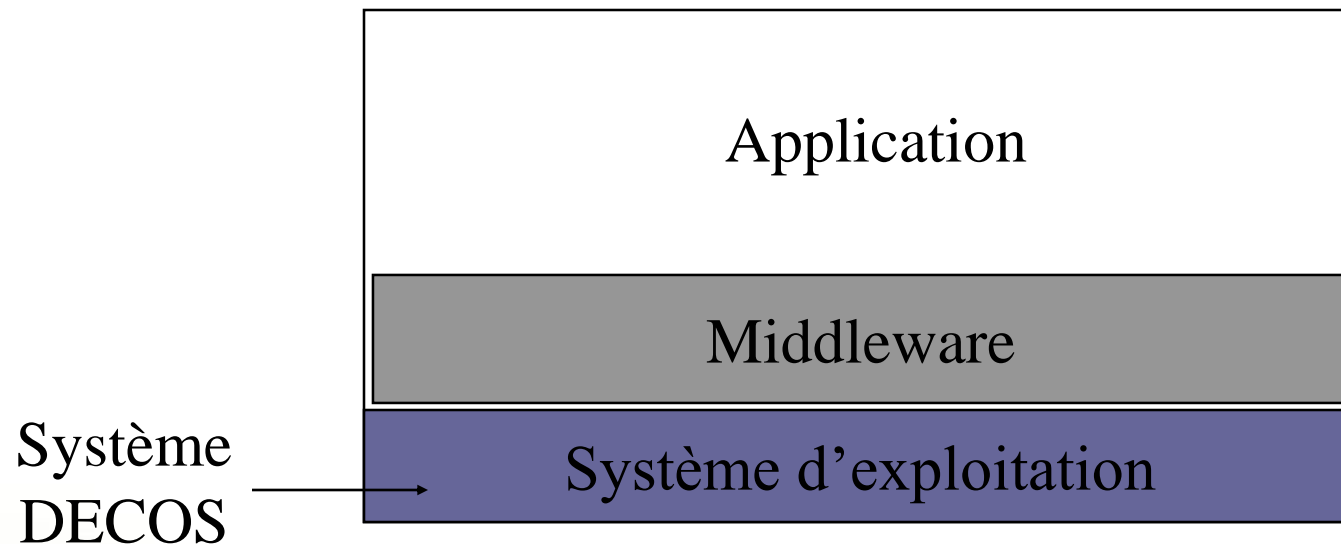 Application
Middleware
Système
DECOS
Système d’exploitation